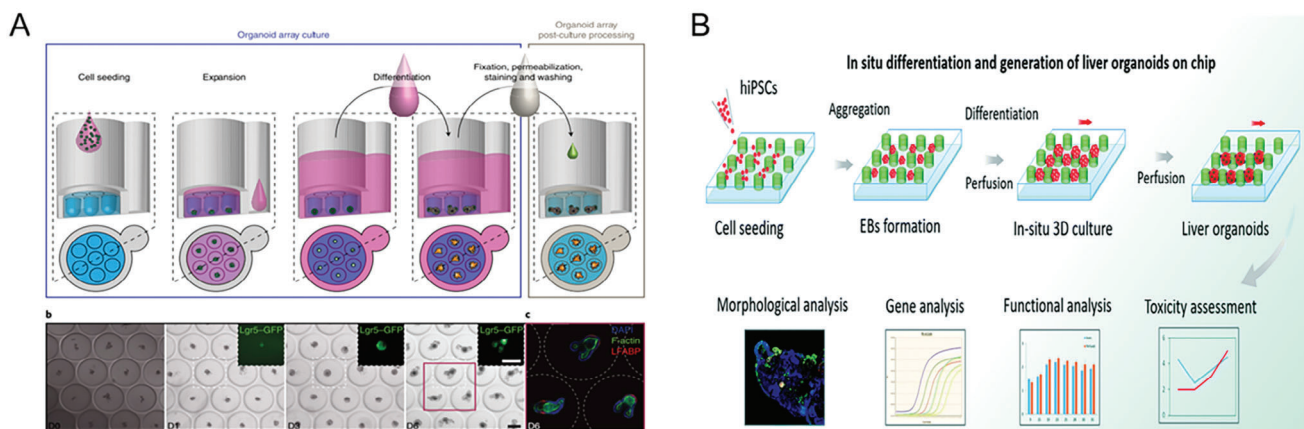 A
Organoid array culture
Organoid array
post-culture processing
Cell seeding
Expansion
Differentiation
Fixation, permeabilization,
staining and washing
b
Lgr5–GFP
Lgr5–GFP
Lgr5–GFP
c
DAPI
F-actin
LFABP
D0
D1
D3
D6
D6
B
In situ differentiation and generation of liver organoids on chip
hiPSCs
Aggregation
Differentiation
Perfusion
Perfusion
Cell seeding
EBs formation
In-situ 3D culture
Liver organoids
Morphological analysis
Gene analysis
Functional analysis
Toxicity assessment